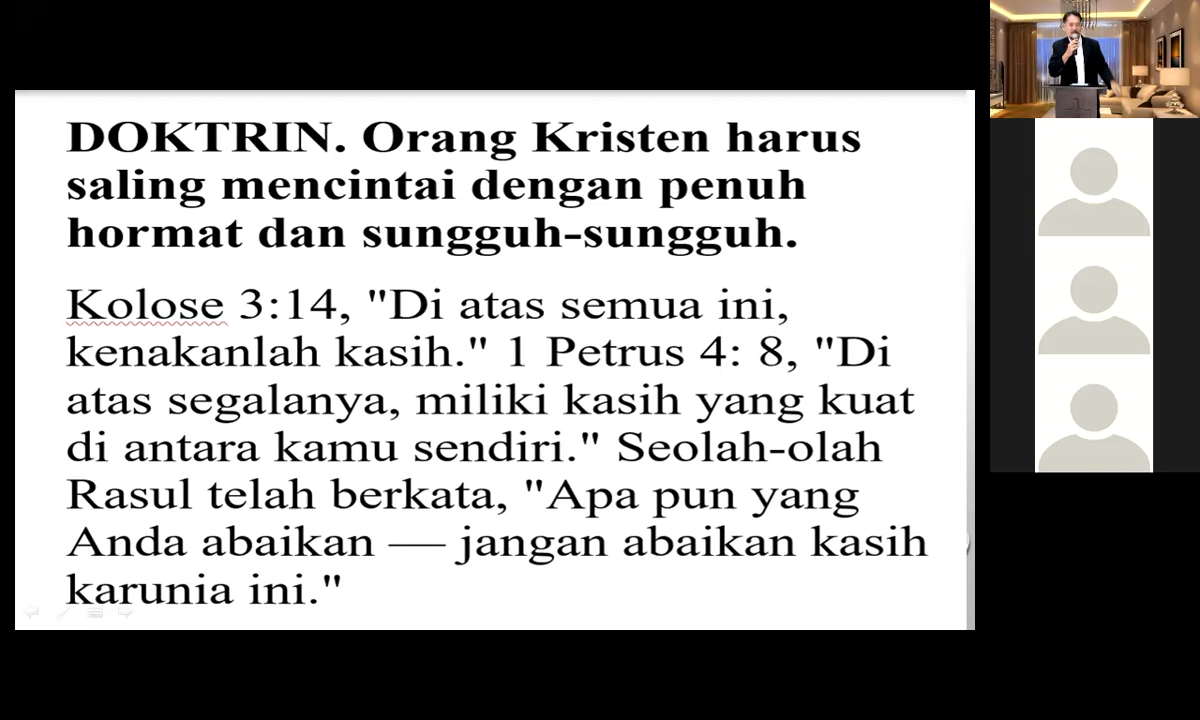 DOKTRIN. Orang Kristen harus
saling mencintai dengan penuh
hormat dan sungguh-sungguh.
Kolose 3:14, "Di atas semua ini,
kenakanlah kasih." 1 Petrus 4: 8, "Di
atas segalanya, miliki kasih yang kuat
di antara kamu sendiri." Seolah-olah
Rasul telah berkata, "Apa pun yang
Anda abaikan — jangan abaikan kasih
karunia ini."